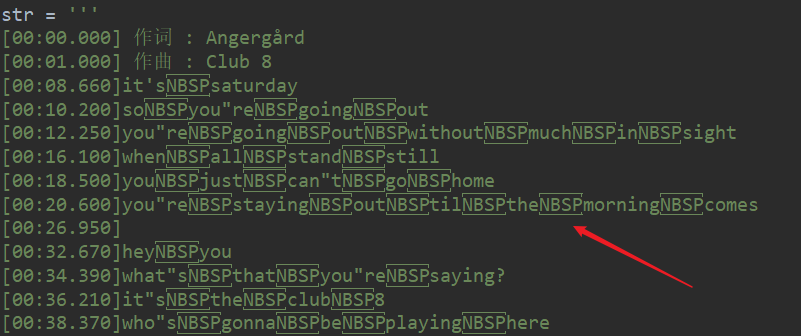 str = '''
[00:00.000] 作词 : Angergård
[00:01.000] 作曲 : Club 8
[00:08.660]it'sNBSPsaturday
[00:10.200]soNBSPyou"reNBSPgoingNBSPout
[00:12.250]you"reNBSPgoingNBSPoutNBSPwithoutNBSPmuchNBSPinNBSPsight
[00:16.100]whenNBSPallNBSPstandNBSPstill
[00:18.500]youNBSPjustNBSPcan"tNBSPgoNBSPhome
[00:20.600]you"reNBSPstayingNBSPoutNBSPtilNBSPtheNBSPmorningNBSPcomes
[00:26.950]
[00:32.670]heyNBSPyou
[00:34.390]what"sNBSPthatNBSPyou"reNBSPsaying?
[00:36.210]it"sNBSPtheNBSPclubNBSP8
[00:38.370]who"sNBSPgonnaNBSPbeNBSPplayingNBSPhere